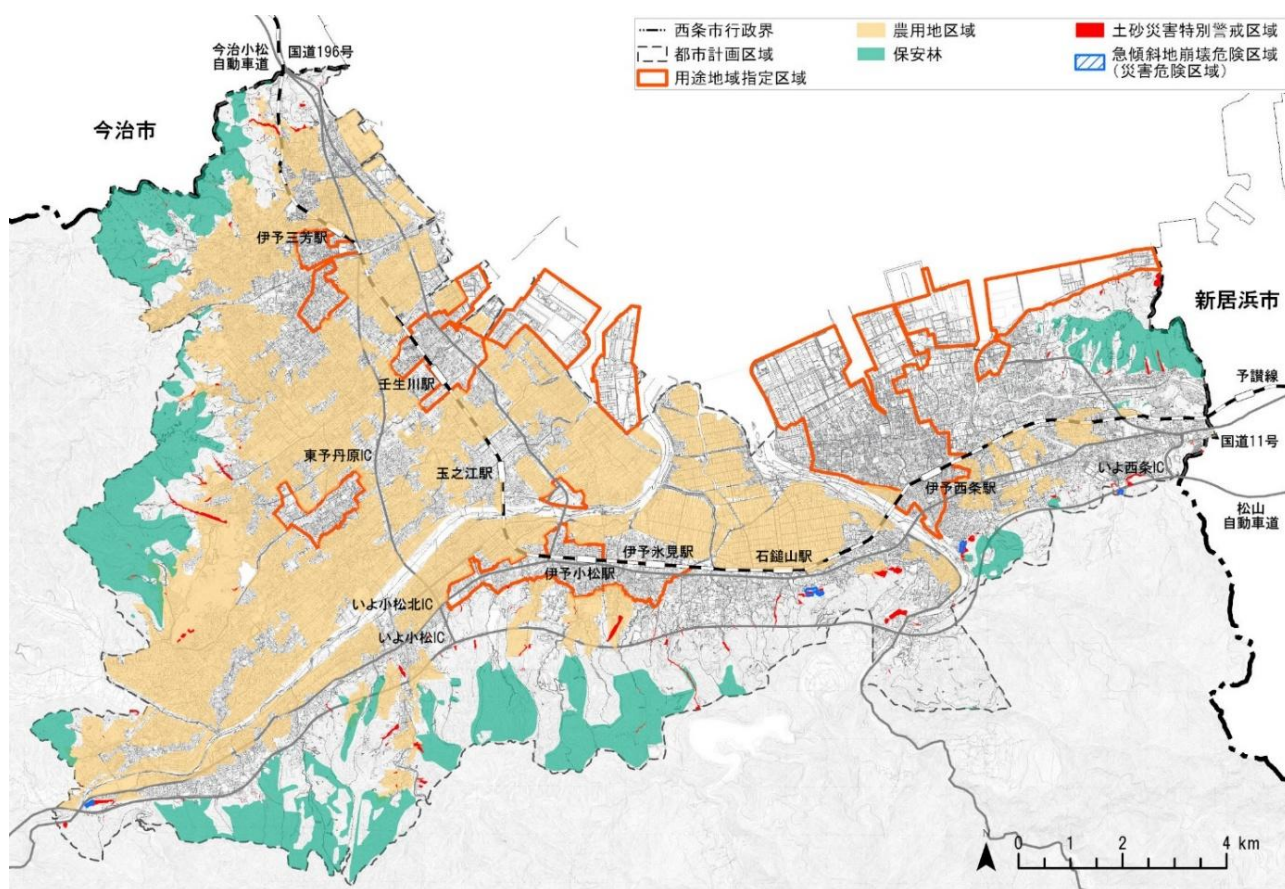 西条市行政界
都市計画区域
用途地域指定区域
農用地区域
保安林
土砂災害特別警戒区域
急傾斜地崩壊危険区域
(災害危険区域)
今治小松
自動車道
国道196号
今治市
伊予三芳駅
新居浜市
壬生川駅
予讃線
国道11号
東予丹原IC
玉之江駅
いよ西条IC
伊予西条駅
松山
自動車道
伊予氷見駅
石鎚山駅
伊予小松駅
いよ小松北IC
いよ小松IC
N
0 1 2 4 km